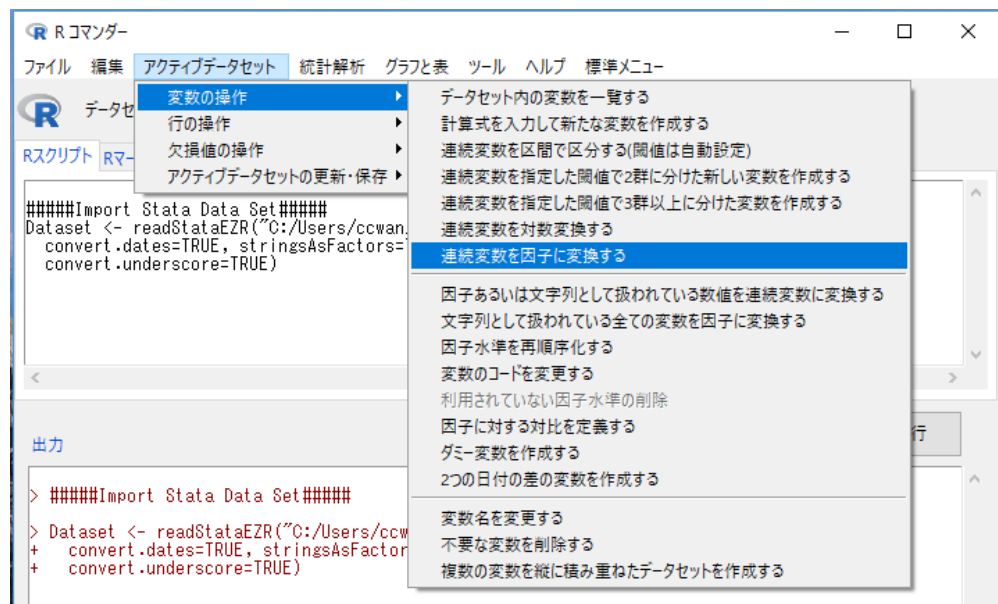 R コマンダー
ファイル 編集 アクティブデータセット 統計解析 グラフと表 ツール ヘルプ 標準メニュー
データセ
変数の操作
行の操作
欠損値の操作
アクティブデータセットの更新・保存
データセット内の変数を一覧する
計算式を入力して新たな変数を作成する
連続変数を区間で区分する(閾値は自動設定)
連続変数を指定した閾値で2群に分けた新しい変数を作成する
連続変数を指定した閾値で3群以上に分けた変数を作成する
連続変数を対数変換する
連続変数を因子に変換する
因子あるいは文字列として扱われている数値を連続変数に変換する
文字列として扱われている全ての変数を因子に変換する
因子水準を再順序化する
変数のコードを変更する
利用されていない因子水準の削除
因子に対する対比を定義する
ダミー変数を作成する
2つの日付の差の変数を作成する
変数名を変更する
不要な変数を削除する
複数の変数を縦に積み重ねたデータセットを作成する
Rスクリプト Rマー
#####Import Stata Data Set#####
Dataset <- readStataEZR("C:/Users/ccwan
convert.dates=TRUE, stringsAsFactors=
convert.underscore=TRUE)
行
出力
> #####Import Stata Data Set#####
> Dataset <- readStataEZR("C:/Users/ccw
+ convert.dates=TRUE, stringsAsFactor
+ convert.underscore=TRUE)